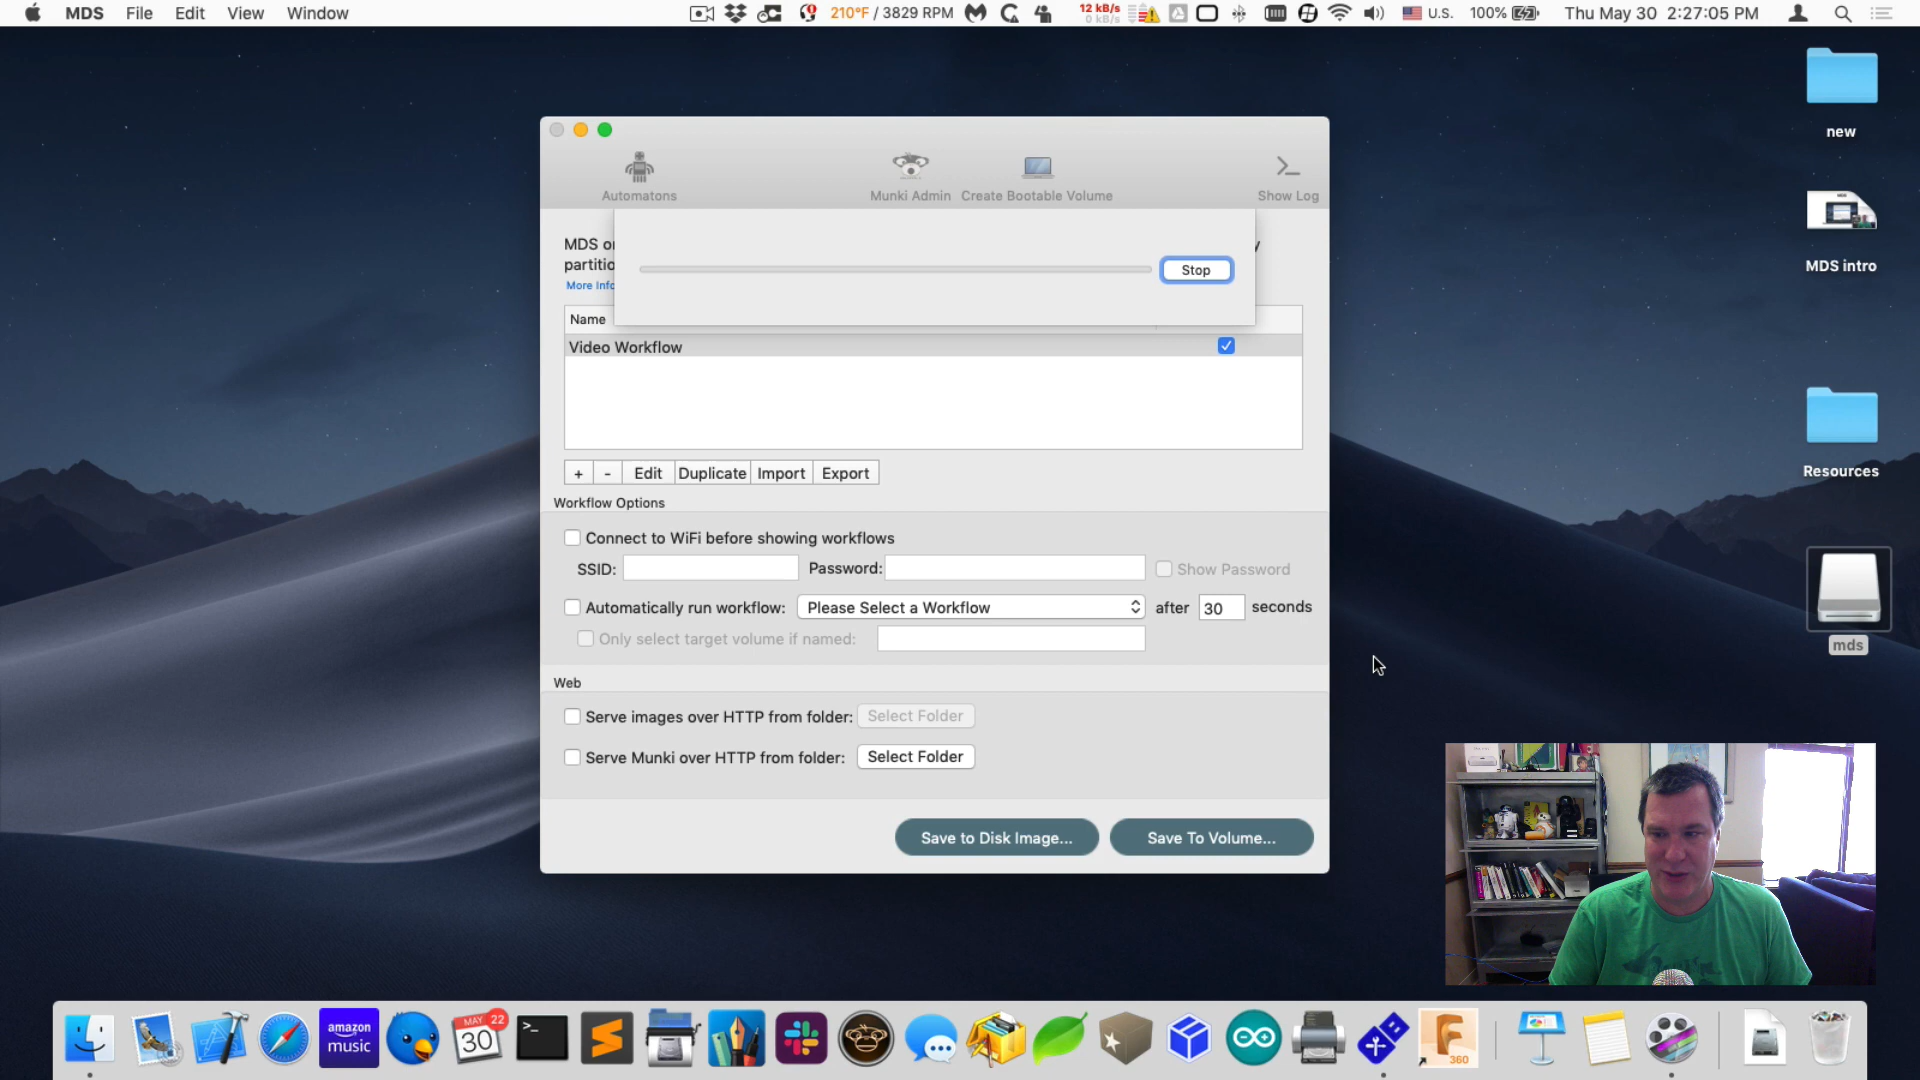 MDS File Edit View Window 210°F / 3829 RPM 12 kB/s 0 kB/s U.S. 100% Thu May 30 2:27:05 PM
new
MDS intro
Resources
mds
Automatons Munki Admin Create Bootable Volume Show Log
MDS or
partitio
More Info
Stop
Name
Video Workflow
+ - Edit Duplicate Import Export
Workflow Options
Connect to WiFi before showing workflows
SSID: Password: Show Password
Automatically run workflow: Please Select a Workflow after 30 seconds
Only select target volume if named:
Web
Serve images over HTTP from folder: Select Folder
Serve Munki over HTTP from folder: Select Folder
Save to Disk Image... Save To Volume...
amazon
music
MAY 22
30
>_
360